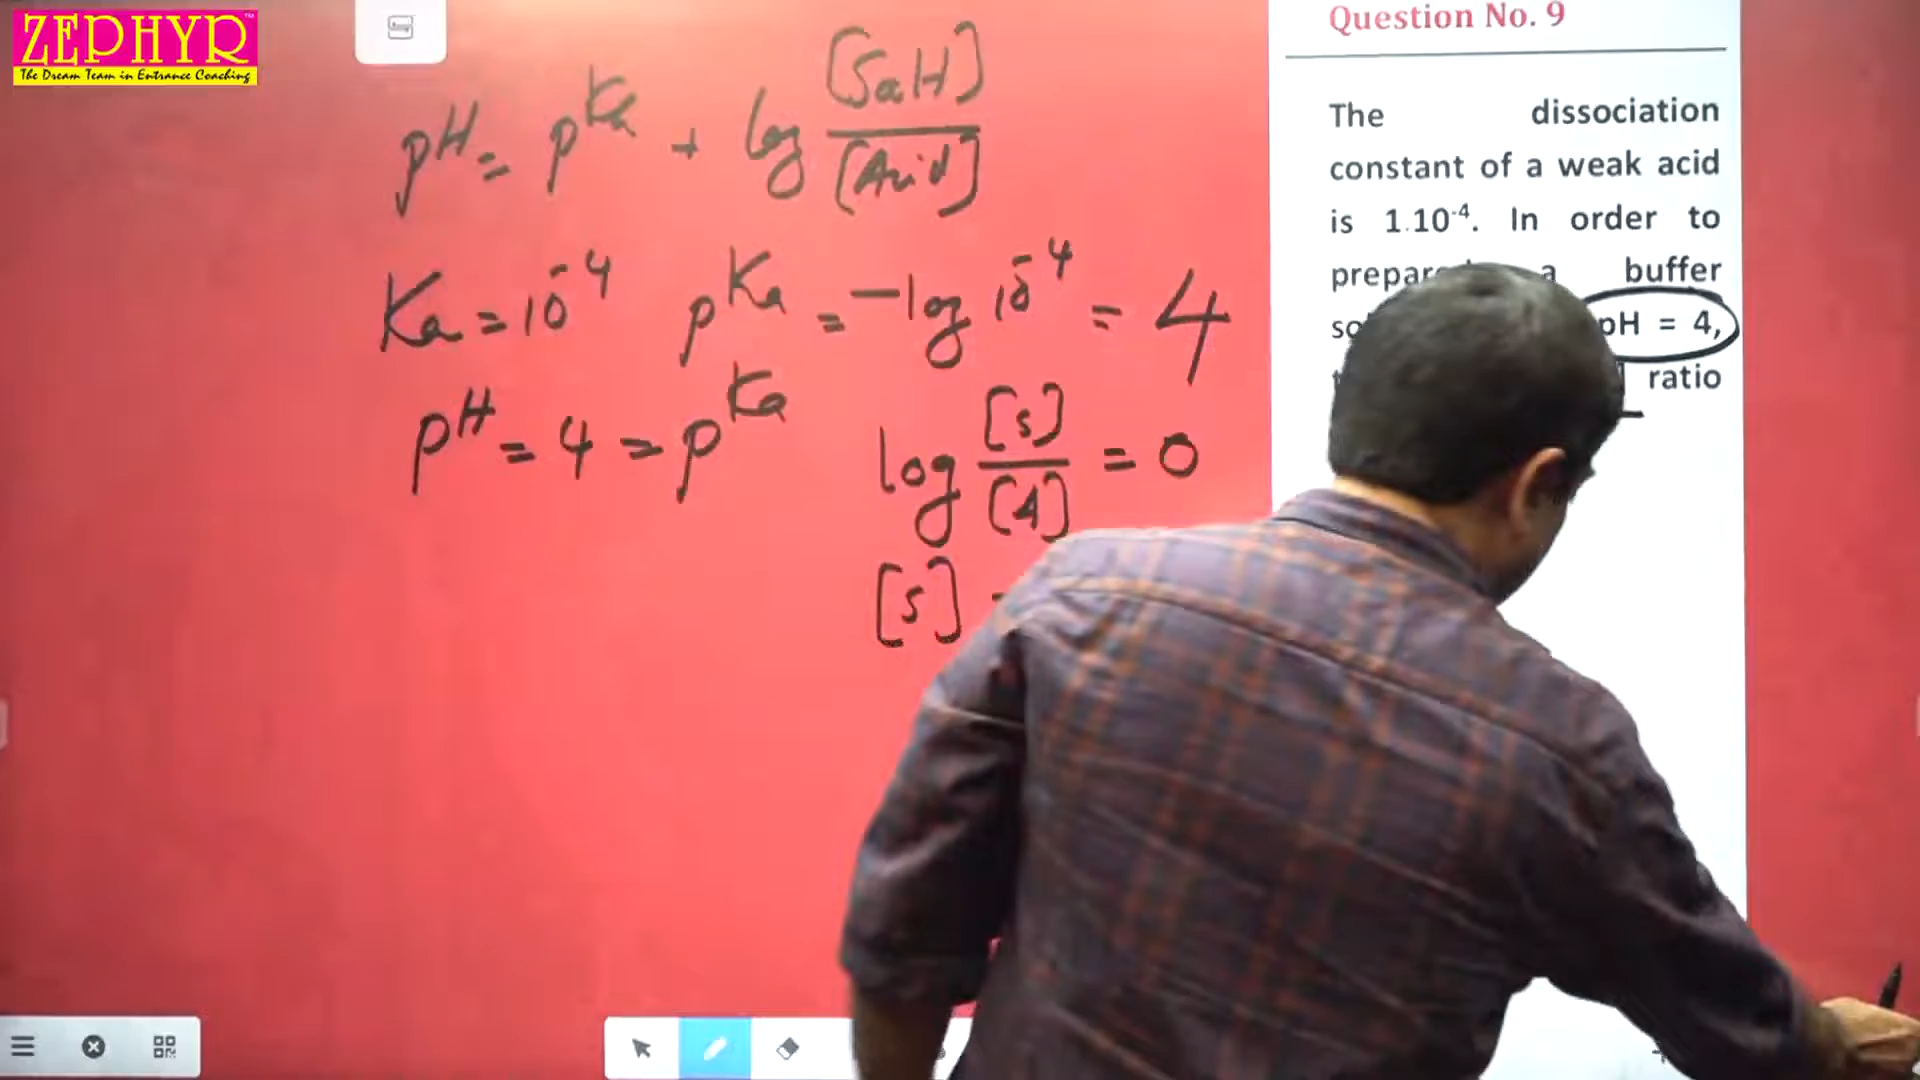 ZEPHYR™
The Dream Team in Entrance Coaching
pH = pKa + log [Salt]/[Acid]
Ka = 10⁻⁴ pKa = -log 10⁻⁴ = 4
pH = 4 = pKa
log [S]/[A] = 0
[S]
Question No. 9
The dissociation
constant of a weak acid
is 1.10⁻⁴. In order to
a buffer
pH = 4,
ratio